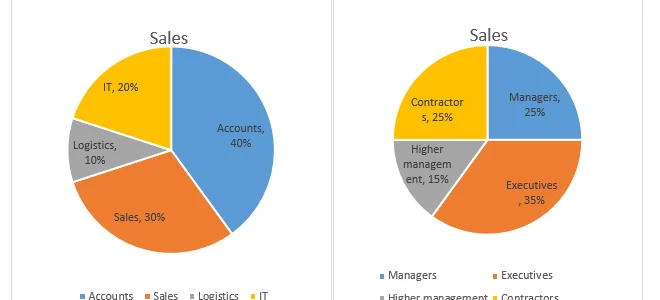 Sales
IT, 20%
Accounts,
40%
Logistics,
10%
Sales, 30%
Accounts Sales Logistics IT
Sales
Contractor
s, 25%
Managers,
25%
Higher
managem
ent, 15%
Executives
, 35%
Managers Executives
Higher management Contractors